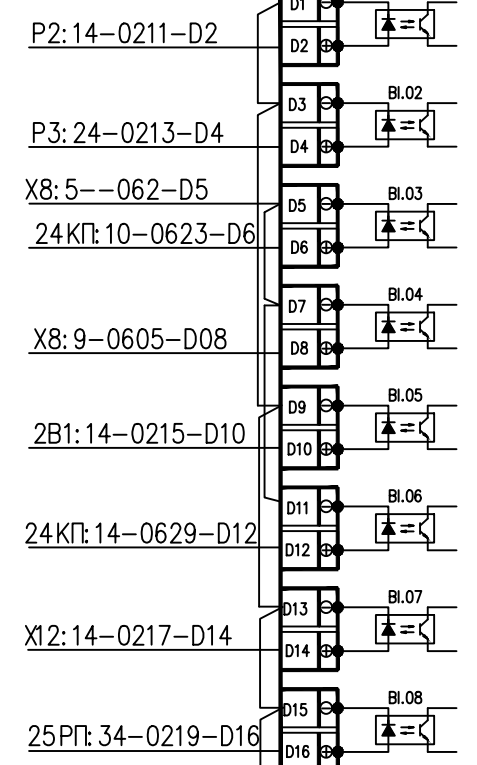 D1
P2:14-0211-D2
D2
BI.02
D3
P3:24-0213-D4
D4
X8:5--062-D5
BI.03
D5
24КП:10-0623-D6
D6
BI.04
D7
X8:9-0605-D08
D8
BI.05
D9
2В1:14-0215-D10
D10
BI.06
D11
24КП:14-0629-D12
D12
BI.07
D13
X12:14-0217-D14
D14
BI.08
D15
25РП:34-0219-D16
D16